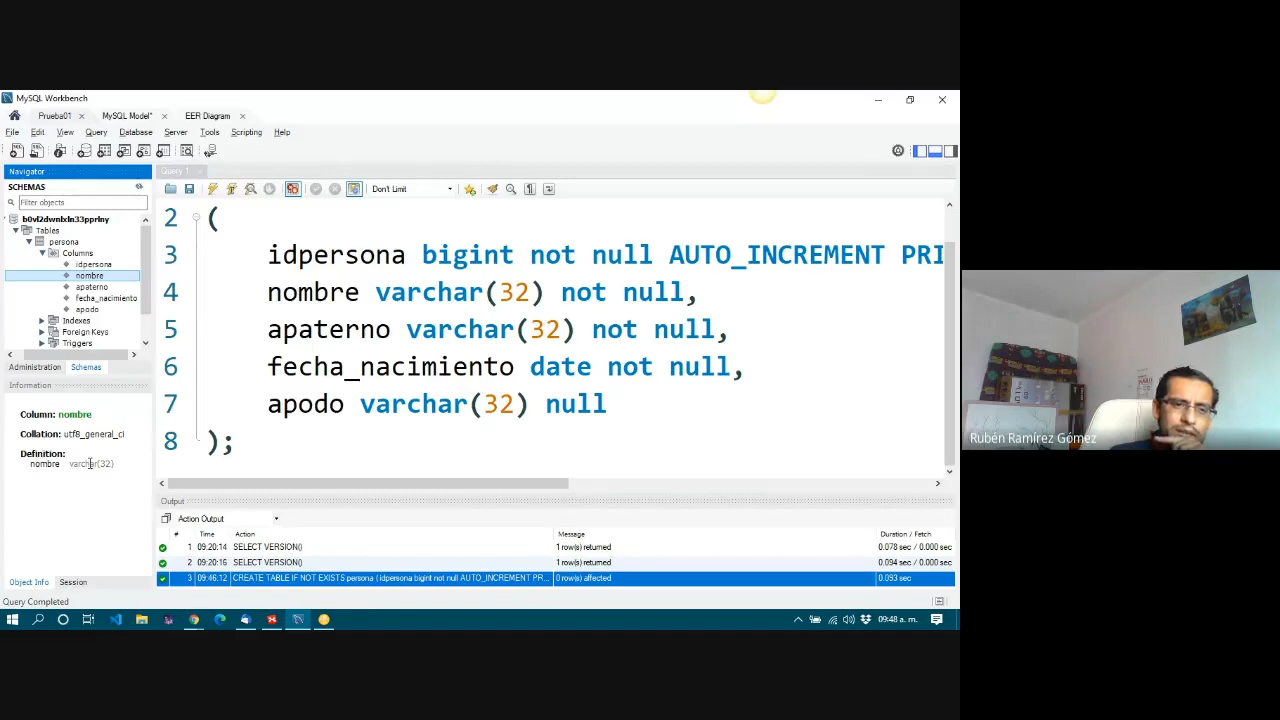 MySQL Workbench
Prueba01 MySQL Model* EER Diagram
File Edit View Query Database Server Tools Scripting Help
Navigator
Query 1
SCHEMAS
Don't Limit
Filter objects
Tables
persona
Columns
idpersona
nombre
apaterno
fecha_nacimiento
apodo
Indexes
Foreign Keys
Triggers
Administration Schemas
Information
Column: nombre
Collation: utf8_general_ci
Definition:
nombre varchar(32)
Object Info Session
2 (
3 idpersona bigint not null AUTO_INCREMENT PRI
4 nombre varchar(32) not null,
5 apaterno varchar(32) not null,
6 fecha_nacimiento date not null,
7 apodo varchar(32) null
8 );
Output
Action Output
# Time Action Message Duration / Fetch
1 09:20:14 SELECT VERSION() 1 row(s) returned 0.078 sec / 0.000 sec
2 09:20:16 SELECT VERSION() 1 row(s) returned 0.094 sec / 0.000 sec
3 09:46:12 CREATE TABLE IF NOT EXISTS persona ( idpersona bigint not null AUTO_INCREMENT PR... 0 row(s) affected 0.093 sec
Query Completed
09:48 a. m.
Rubén Ramírez Gómez